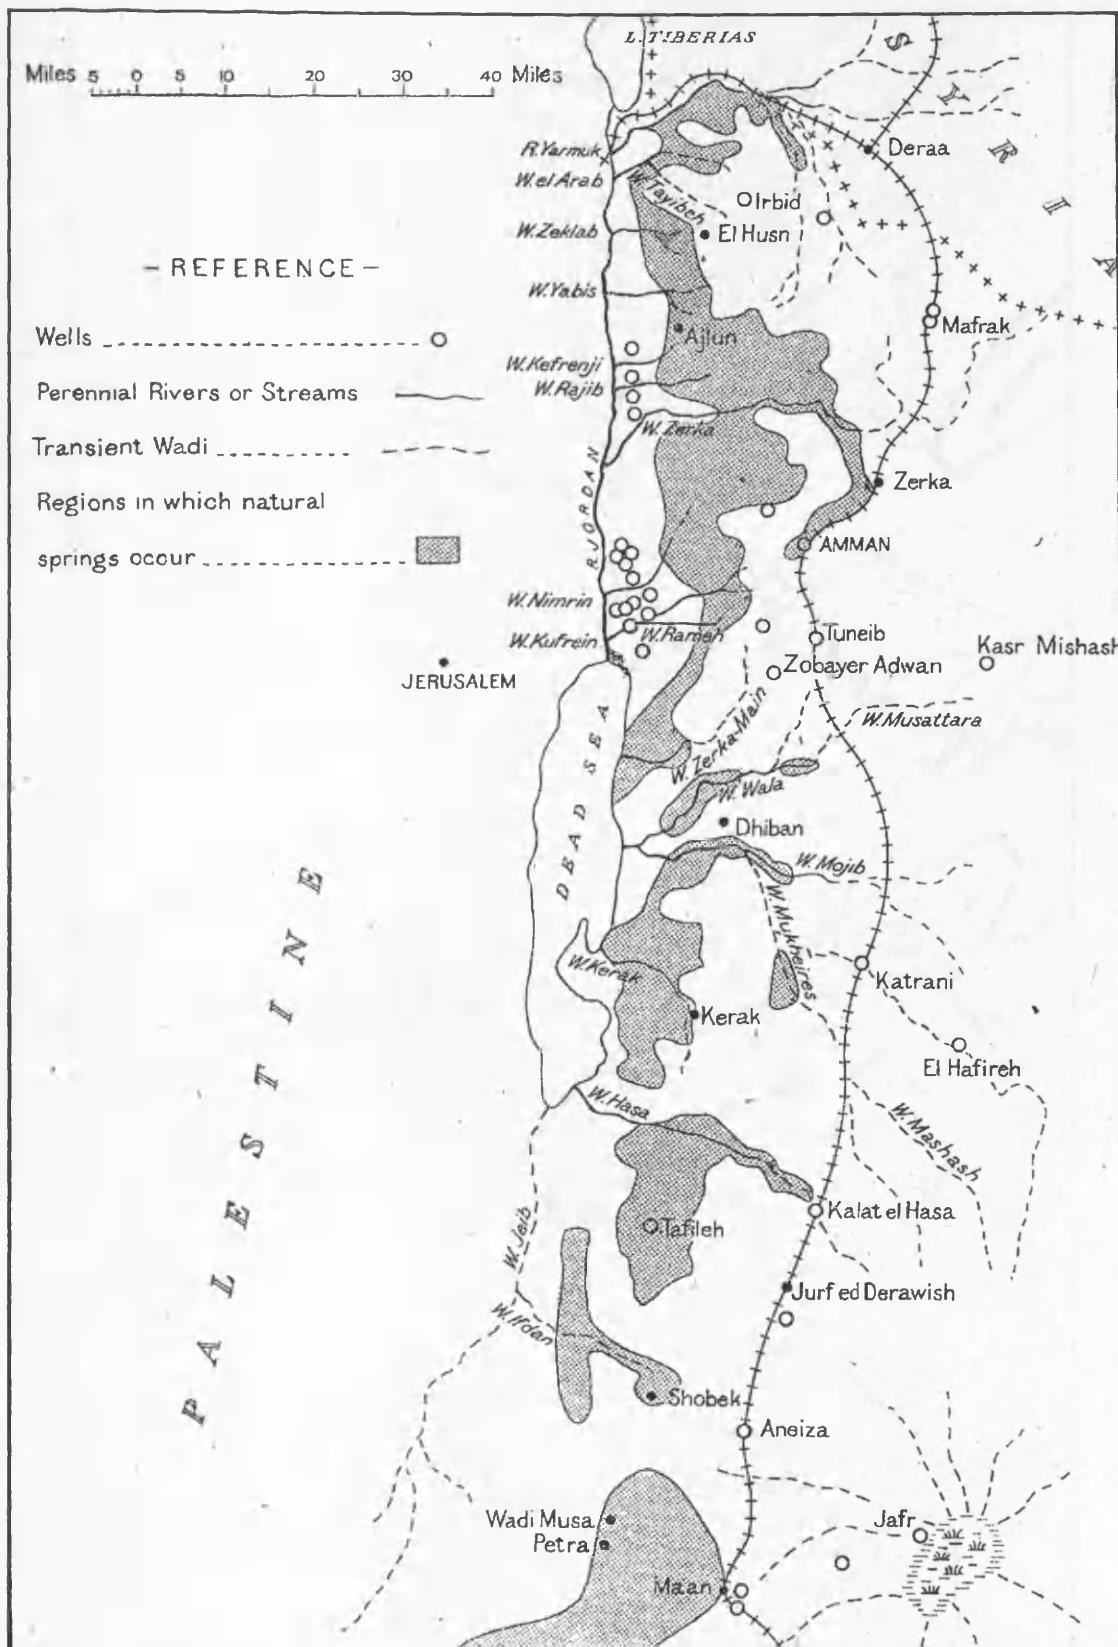 L. TIBERIAS
Miles 5 0 5 10 20 30 40 Miles
SYRIA
R. Yarmuk
Deraa
W. el Arab
W. Tayibeh
Irbid
W. Zeklab
El Husn
- REFERENCE -
W. Yabis
Wells
Ajlun
Mafrak
W. Kefrenji
Perennial Rivers or Streams
W. Rajib
W. Zerka
Transient Wadi
R. JORDAN
Zerka
Regions in which natural
springs occur
AMMAN
W. Nimrin
W. Kufrein
W. Rameh
Tuneib
Kasr Mishash
JERUSALEM
Zobayer Adwan
DEAD SEA
W. Zerka-Main
W. Musattara
W. Wala
Dhiban
W. Mojib
W. Mukheires
PALESTINE
W. Kerak
Katrani
Kerak
El Hafireh
W. Hasa
W. Mashash
Kalat el Hasa
Tafileh
W. Jeib
Jurf ed Derawish
W. Ifdan
Shobek
Aneiza
Wadi Musa
Petra
Jafr
Maan